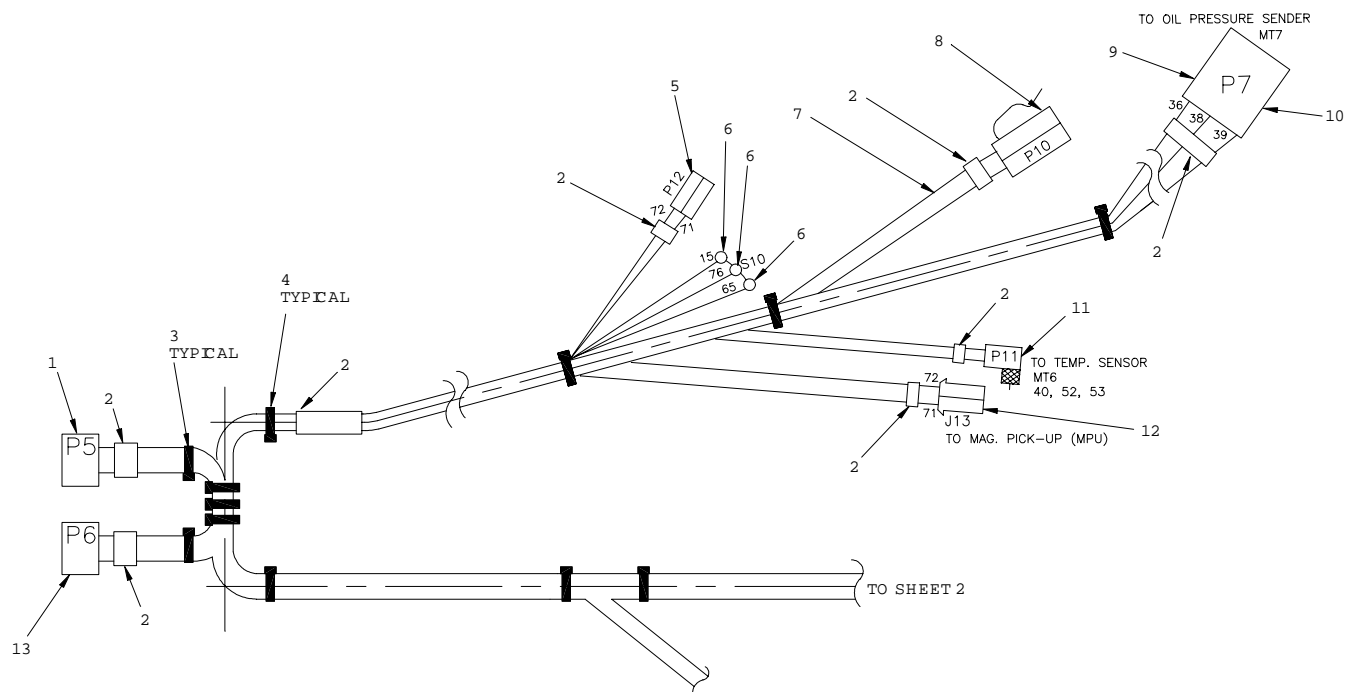 TO OIL PRESSURE SENDER
MT7
8
9
P7
5
2
7
36
38
39
10
6
P10
6
P12
2
72
71
6
15
S10
76
65
2
4
TYPICAL
2
11
3
TYPICAL
P11
TO TEMP. SENSOR
MT6
40, 52, 53
1
2
2
72
71
J13
12
TO MAG. PICK-UP (MPU)
P5
2
P6
TO SHEET 2
2
13